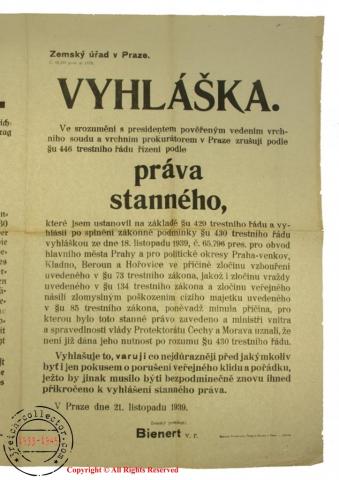 Zemský úřad v Praze.
VYHLÁŠKA.
Ve srozumění s presidentem pověřeným vedením vrch-
ního soudu a vrchním prokurátorem v Praze zrušuji podle
§u 446 trestního řádu řízení podle
práva
stanného,
které jsem ustanovil na základě §u 429 trestního řádu a vy-
hlásil po splnění zákonné podmínky §u 430 trestního řádu
vyhláškou ze dne 18. listopadu 1939, č. 65,796 pres. pro obvod
hlavního města Prahy a pro politické okresy Praha-venkov,
Kladno, Beroun a Hořovice ve příčině zločinu vzbouření
uvedeného v §u 73 trestního zákona, jakož i zločinu vraždy
uvedeného v §u 134 trestního zákona a zločinu veřejného
násilí zlomyslným poškozením cizího majetku uvedeného
v §u 85 trestního zákona, poněvadž minula příčina, pro
kterou bylo toto stanné právo zavedeno a ministři vnitra
a spravedlnosti vlády Protektorátu Čechy a Morava uznali, že
není již dána jeho nutnost po rozumu §u 430 trestního řádu.
Vyhlašuje to, varuji co nejdůrazněji před jakýmkoliv
byť i jen pokusem o porušení veřejného klidu a pořádku,
ježto by jinak musilo býti bezpodmínečně znovu ihned
přikročeno k vyhlášení stanného práva.
V Praze dne 21. listopadu 1939.
Zemský president:
Bienert v. r.
reich-collector.com
1933-1945
Copyright © All Rights Reserved